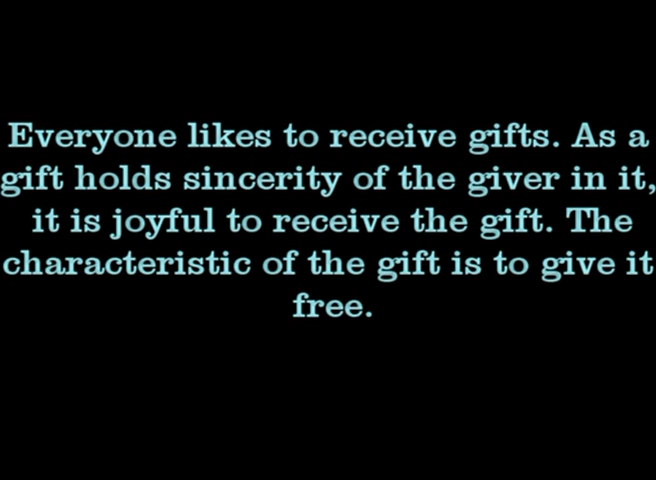 Everyone likes to receive gifts. As a
gift holds sincerity of the giver in it,
it is joyful to receive the gift. The
characteristic of the gift is to give it
free.